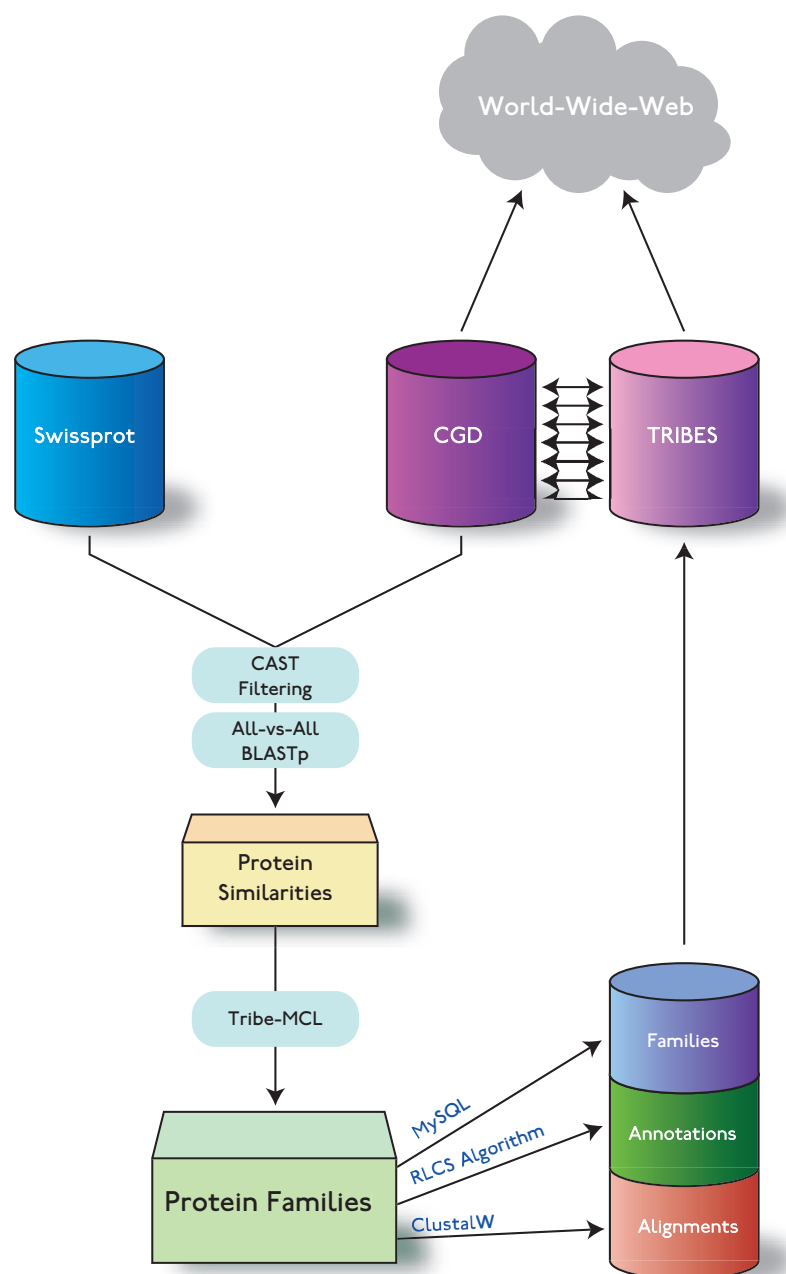 World-Wide-Web
Swissprot
CGD
TRIBES
CAST
Filtering
All-vs-All
BLASTp
Protein
Similarities
Tribe-MCL
Families
MySQL
Annotations
RLCS Algorithm
Protein Families
ClustalW
Alignments